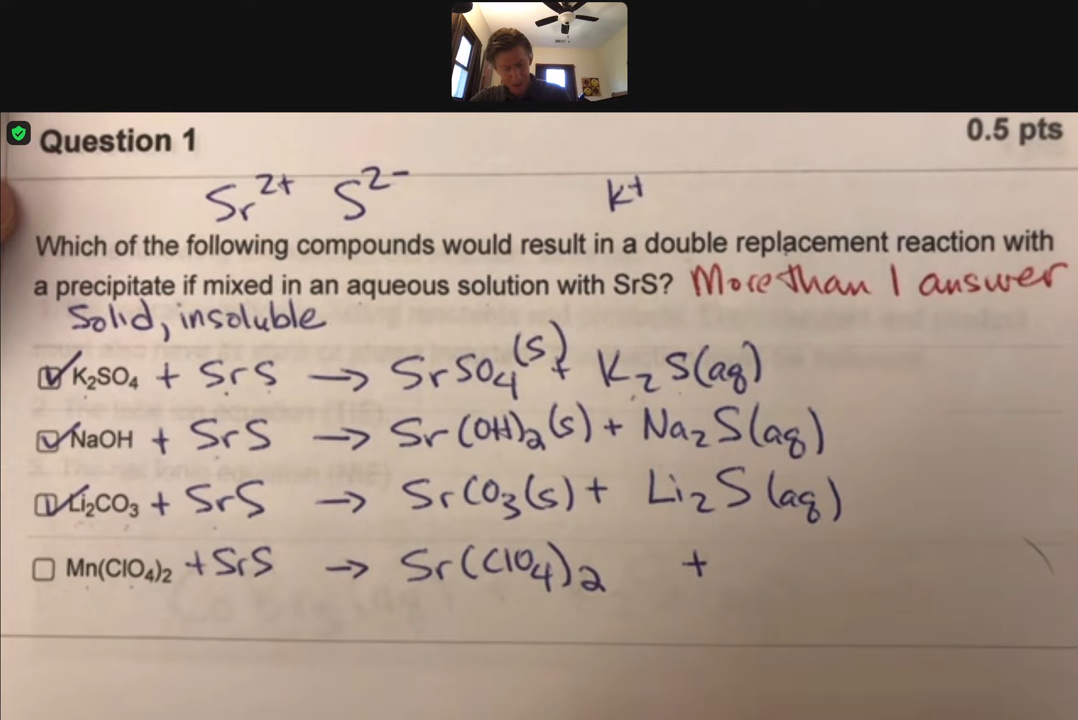 Question 1
0.5 pts
Sr²⁺ S²⁻ K⁺
Which of the following compounds would result in a double replacement reaction with
a precipitate if mixed in an aqueous solution with SrS? More than 1 answer
Solid, insoluble
K₂SO₄ + SrS → SrSO₄(s) + K₂S(aq)
NaOH + SrS → Sr(OH)₂(s) + Na₂S(aq)
Li₂CO₃ + SrS → SrCO₃(s) + Li₂S(aq)
Mn(ClO₄)₂ + SrS → Sr(ClO₄)₂ +